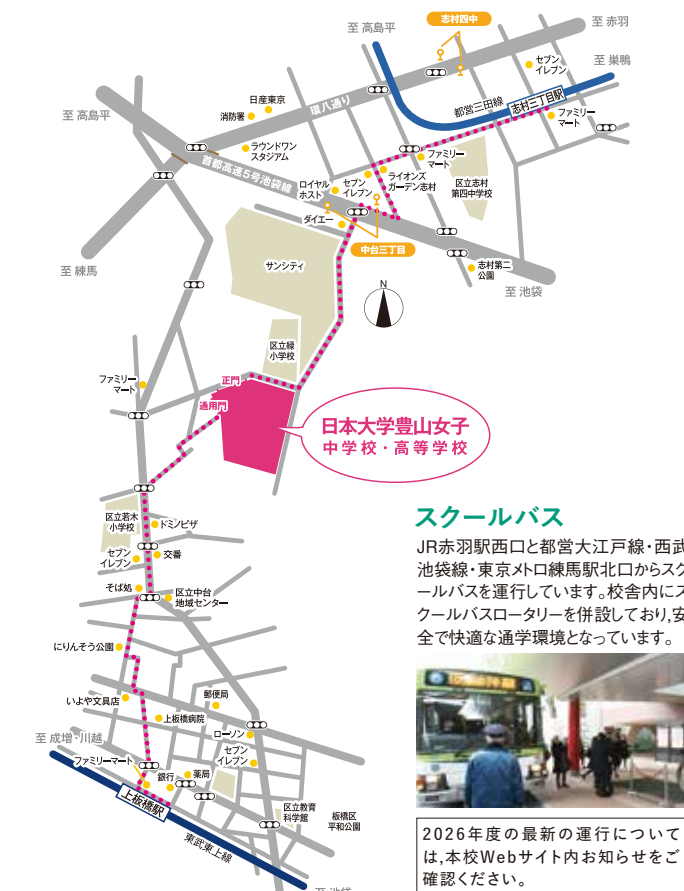 志村四中
至 赤羽
至 高島平
セブン
イレブン
至 巣鴨
日産東京
消防署
環八通り
都営三田線
志村三丁目駅
至 高島平
ファミリー
マート
ラウンドワン
スタジアム
首都高速5号池袋線
ファミリー
マート
ロイヤル
ホスト
セブン
イレブン
ライオンズ
ガーデン志村
区立志村
第四中学校
ダイエー
中台三丁目
至 練馬
サンシティ
志村第二
公園
至 池袋
N
区立緑
小学校
ファミリー
マート
正門
通用門
日本大学豊山女子
中学校・高等学校
区立若木
小学校
ドミノピザ
セブン
イレブン
交番
そば処
区立中台
地域センター
にりんそう公園
いよや文具店
郵便局
上板橋病院
ローソン
至 成増・川越
セブン
イレブン
ファミリーマート
銀行
薬局
上板橋駅
区立教育
科学館
板橋区
平和公園
東武東上線
至 池袋
スクールバス
JR赤羽駅西口と都営大江戸線・西武
池袋線・東京メトロ練馬駅北口からスク
ールバスを運行しています。校舎内にス
クールバスロータリーを併設しており,安
全で快適な通学環境となっています。
2026年度の最新の運行について
は,本校Webサイト内お知らせをご
確認ください。